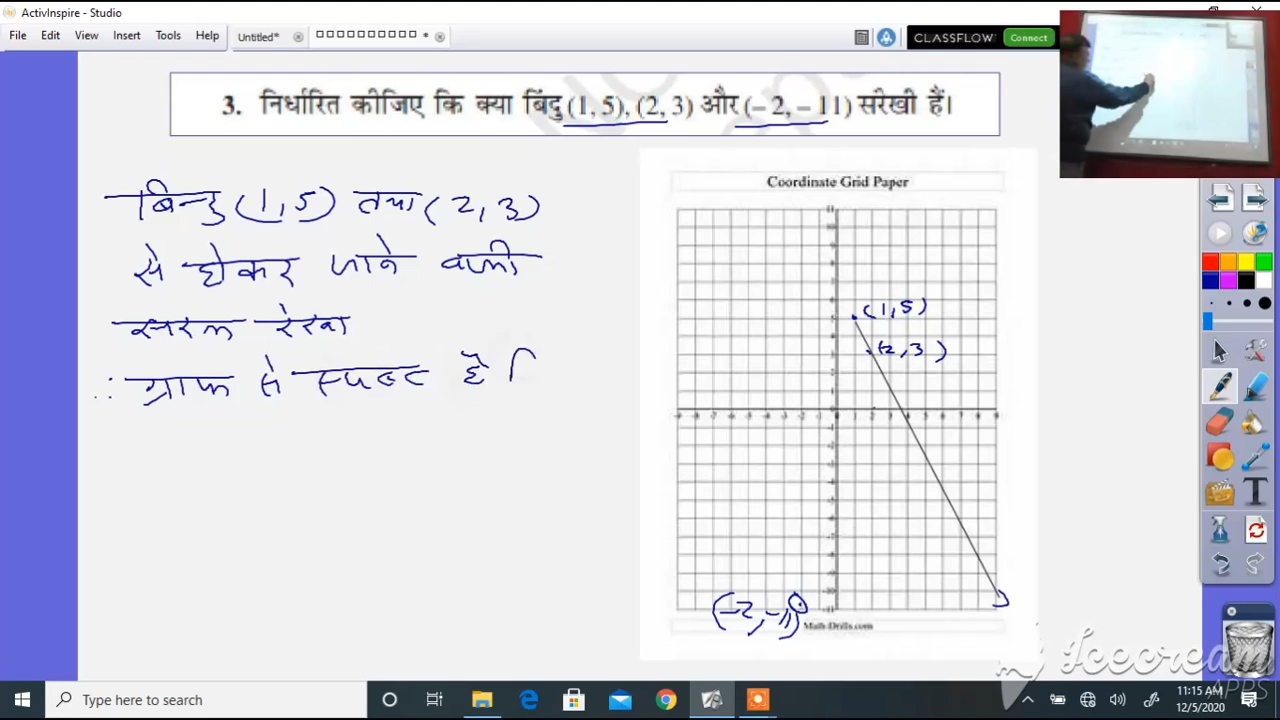 ActivInspire - Studio
File Edit View Insert Tools Help Untitled* CLASSFLOW Connect
3. निर्धारित कीजिए कि क्या बिंदु (1, 5), (2, 3) और (– 2, – 11) संरेखी हैं।
बिन्दु (1, 5) तथा (2, 3)
से होकर जाने वाली
सरल रेखा
∴ ग्राफ से स्पष्ट है
Coordinate Grid Paper
(1, 5)
(2, 3)
(-2, -11)
Math-Drills.com
Icecream
APPS
Type here to search
11:15 AM
12/5/2020